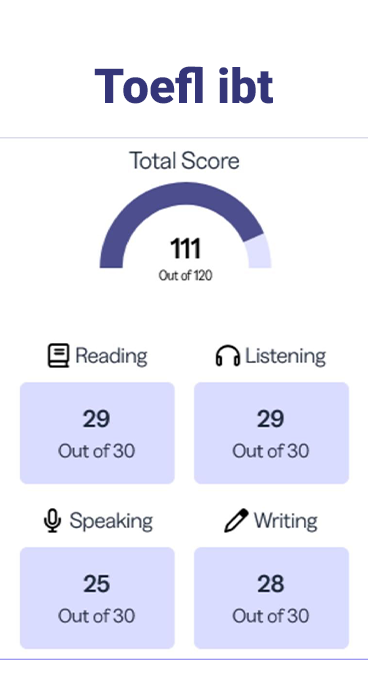 Toefl ibt
Total Score
111
Out of 120
Reading
Listening
29
Out of 30
29
Out of 30
Speaking
Writing
25
Out of 30
28
Out of 30